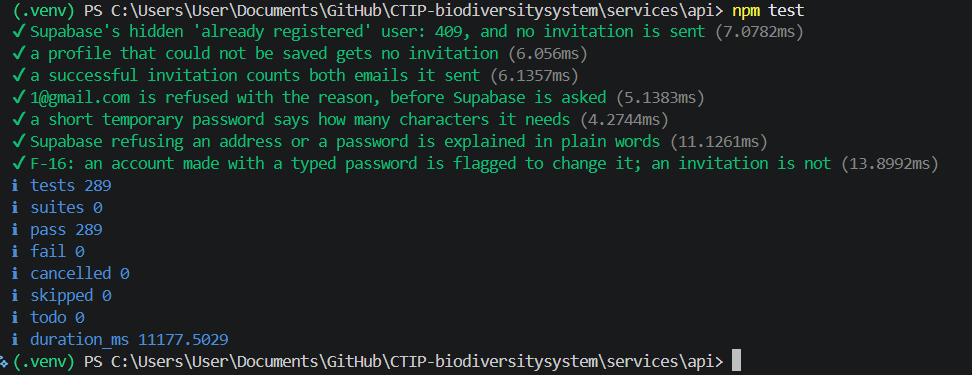 (.venv) PS C:\Users\User\Documents\GitHub\CTIP-biodiversitysystem\services\api> npm test
✓ Supabase's hidden 'already registered' user: 409, and no invitation is sent (7.0782ms)
✓ a profile that could not be saved gets no invitation (6.056ms)
✓ a successful invitation counts both emails it sent (6.1357ms)
✓ 1@gmail.com is refused with the reason, before Supabase is asked (5.1383ms)
✓ a short temporary password says how many characters it needs (4.2744ms)
✓ Supabase refusing an address or a password is explained in plain words (11.1261ms)
✓ F-16: an account made with a typed password is flagged to change it; an invitation is not (13.8992ms)
ℹ tests 289
ℹ suites 0
ℹ pass 289
ℹ fail 0
ℹ cancelled 0
ℹ skipped 0
ℹ todo 0
ℹ duration_ms 11177.5029
(.venv) PS C:\Users\User\Documents\GitHub\CTIP-biodiversitysystem\services\api>